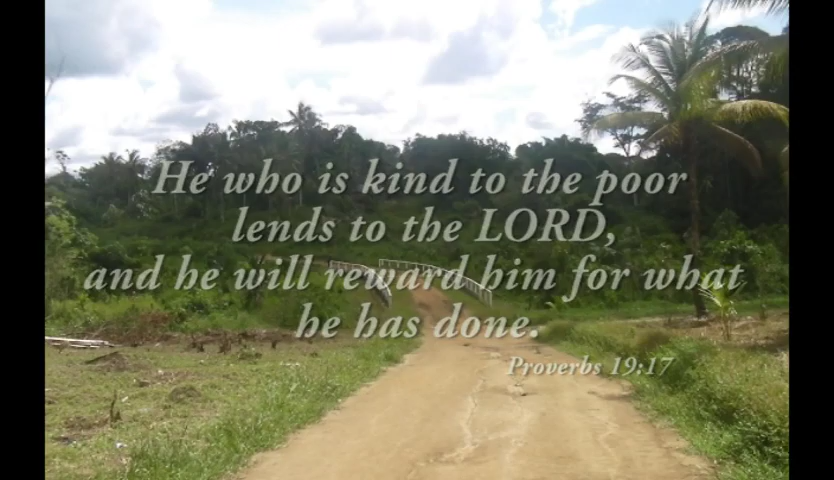 He who is kind to the poor
lends to the LORD,
and he will reward him for what
he has done.
Proverbs 19:17